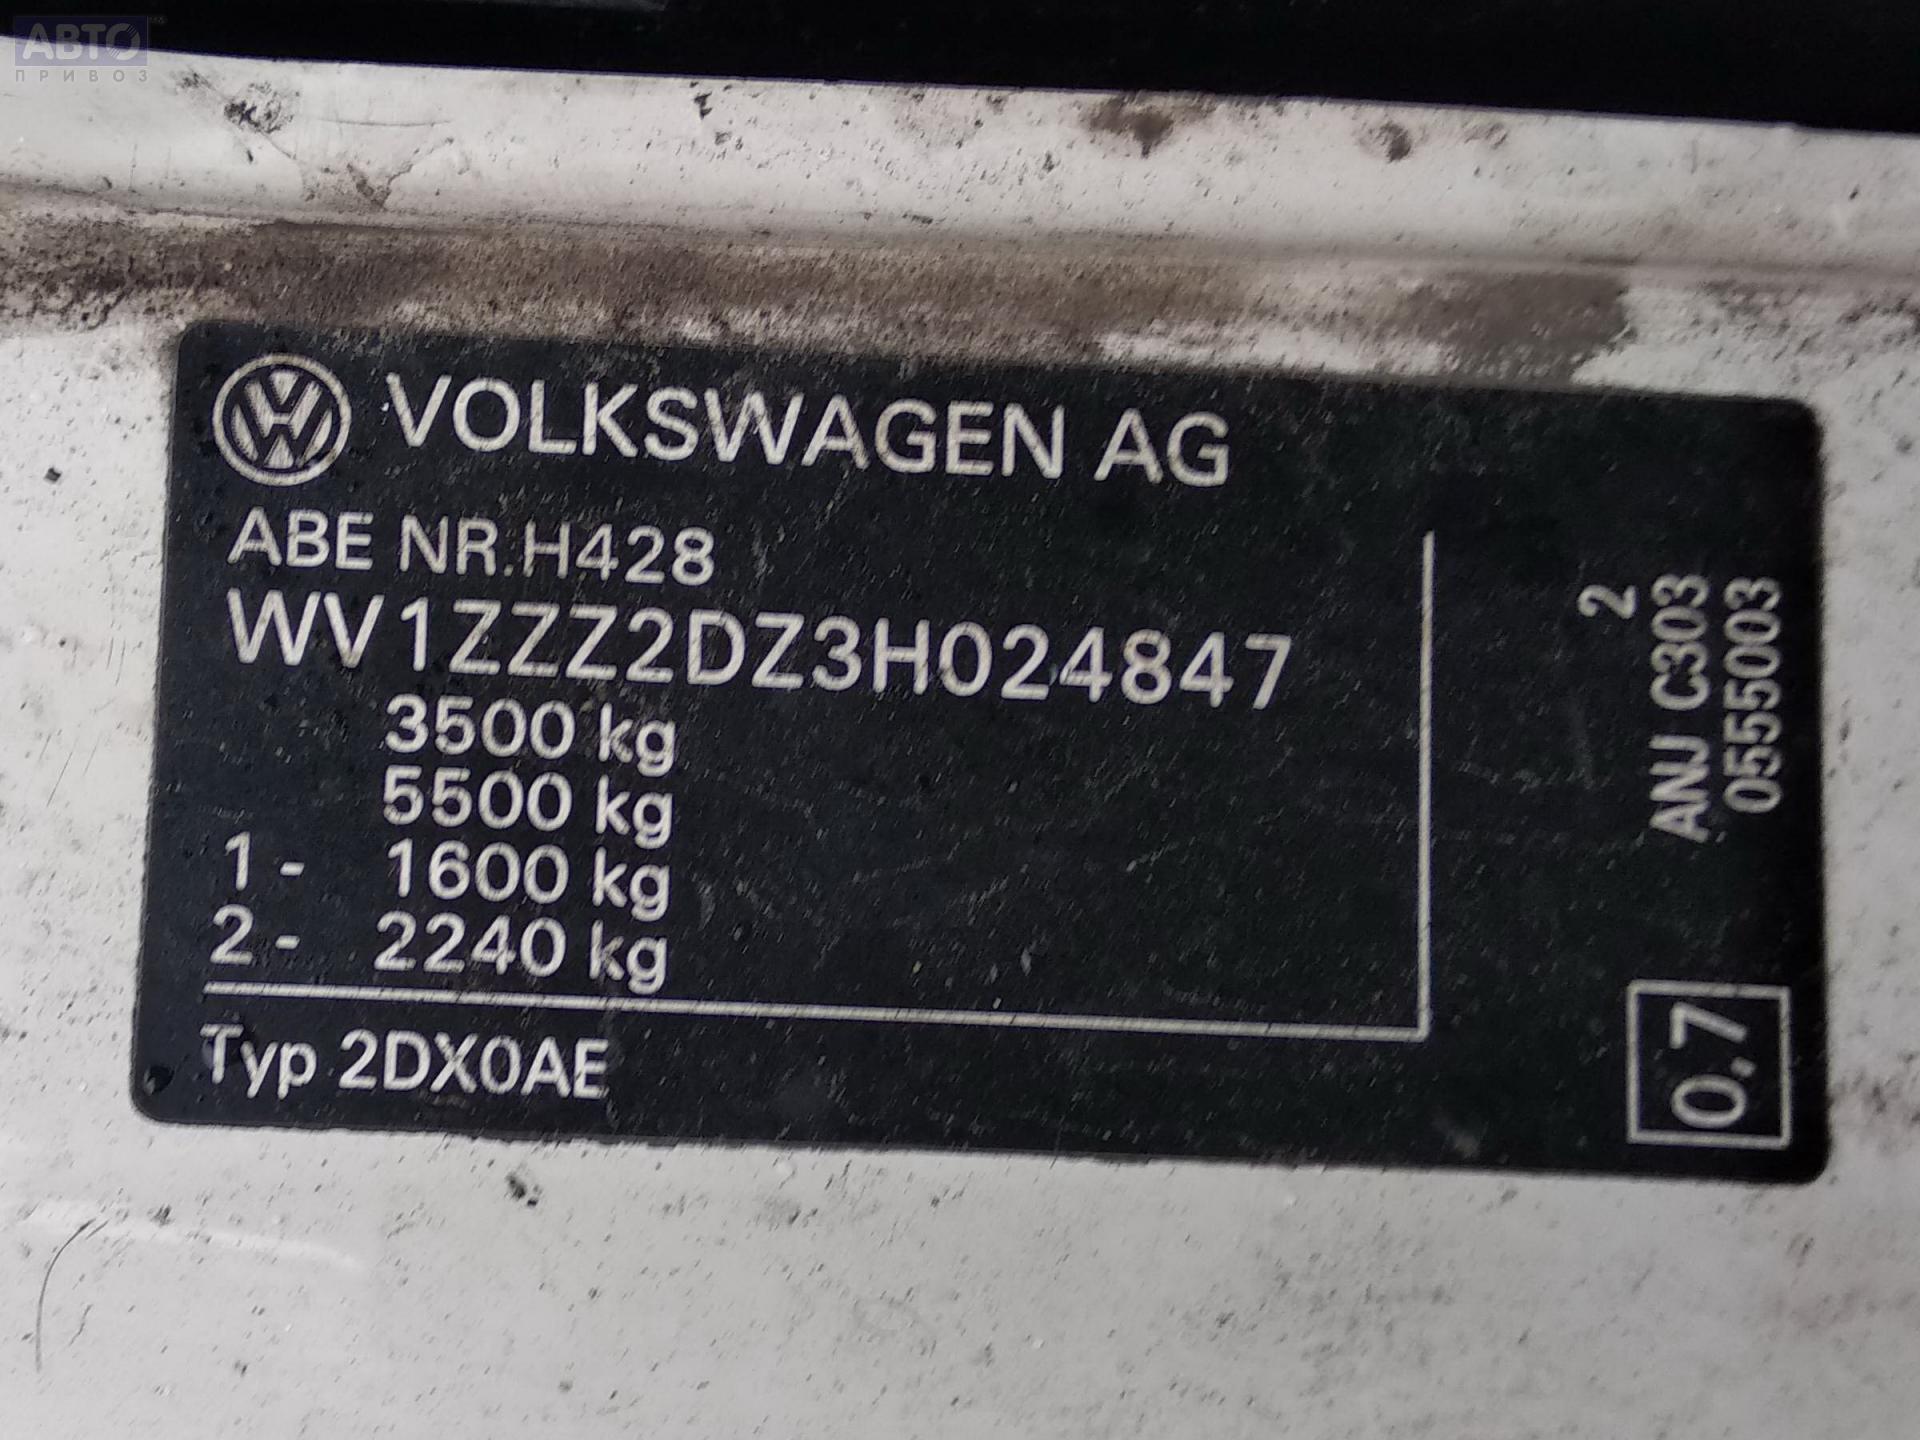 АВТО
ПРИВОЗ
VOLKSWAGEN AG
ABE NR.H428
WV1ZZZ2DZ3H024847
3500 kg
5500 kg
1 - 1600 kg
2 - 2240 kg
Typ 2DX0AE
2
ANJ C303
0555003
0.7